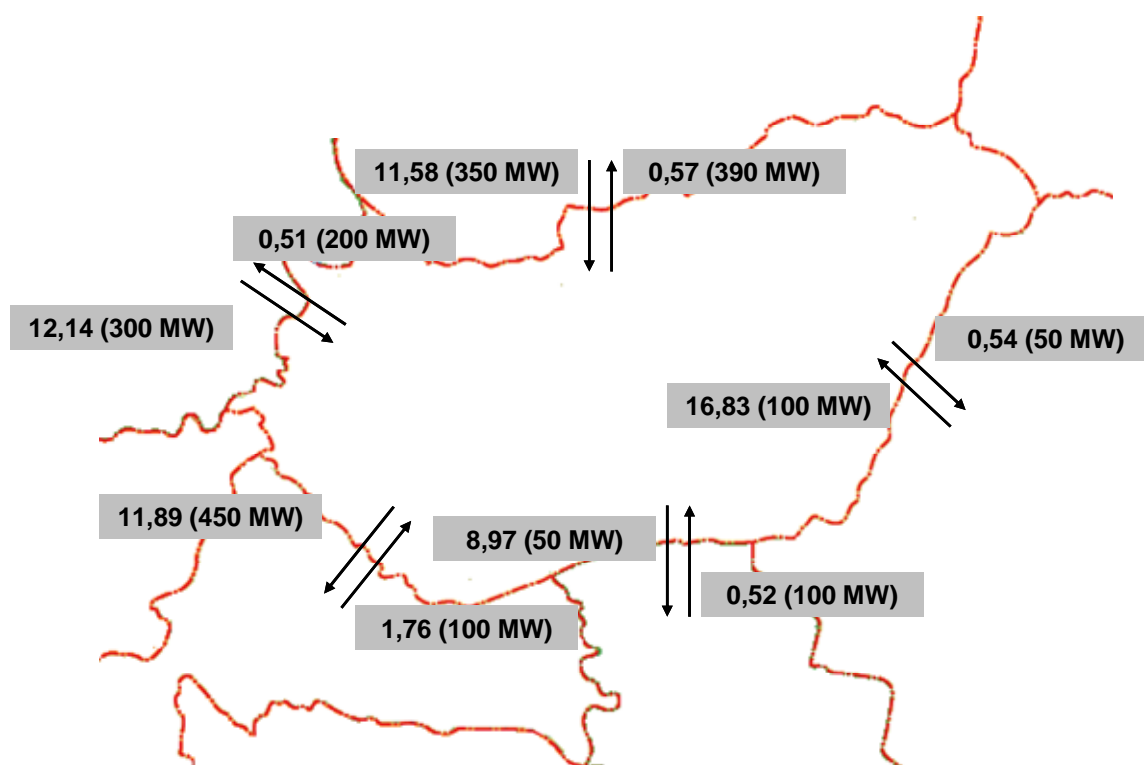 11,58 (350 MW)
0,57 (390 MW)
0,51 (200 MW)
12,14 (300 MW)
0,54 (50 MW)
16,83 (100 MW)
11,89 (450 MW)
8,97 (50 MW)
0,52 (100 MW)
1,76 (100 MW)